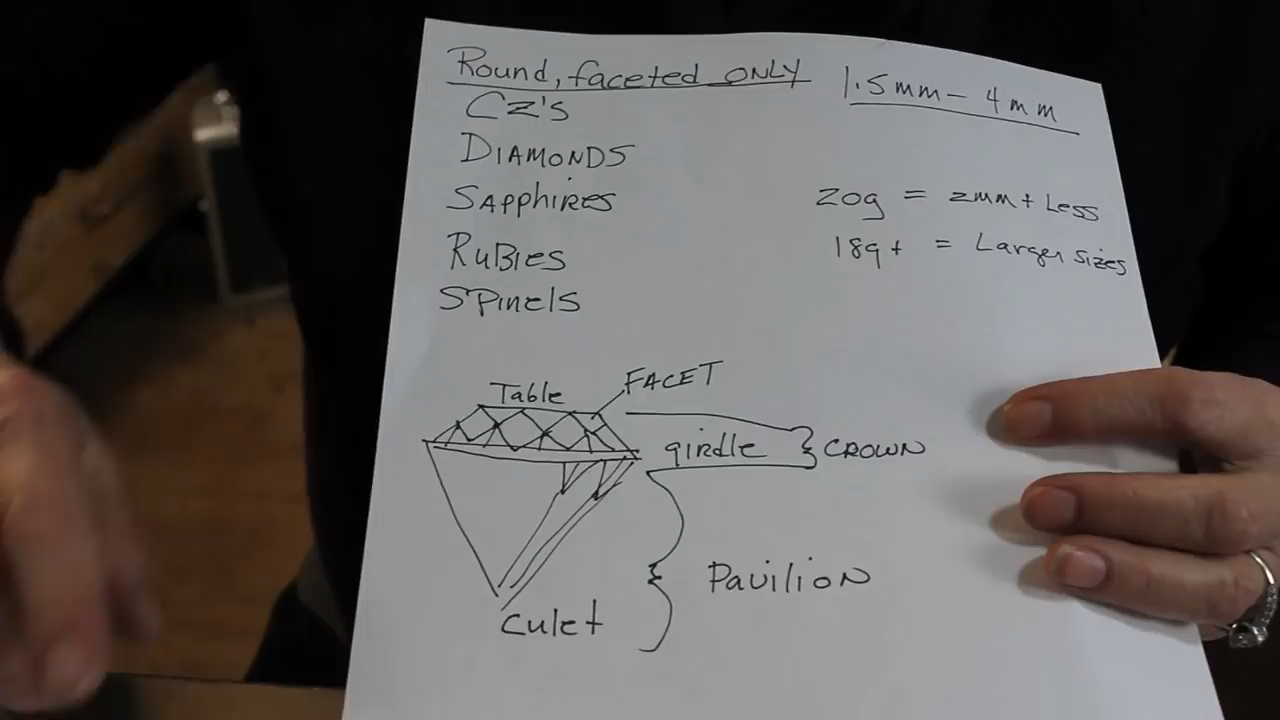 Round, faceted ONLY
1.5mm - 4mm
CZ's
DIAMONDS
SAPPhIRES
RuBIES
SPInelS
20g = 2mm + Less
18g + = Larger sizes
Table
FACET
girdle } CROWN
Pavilion
Culet